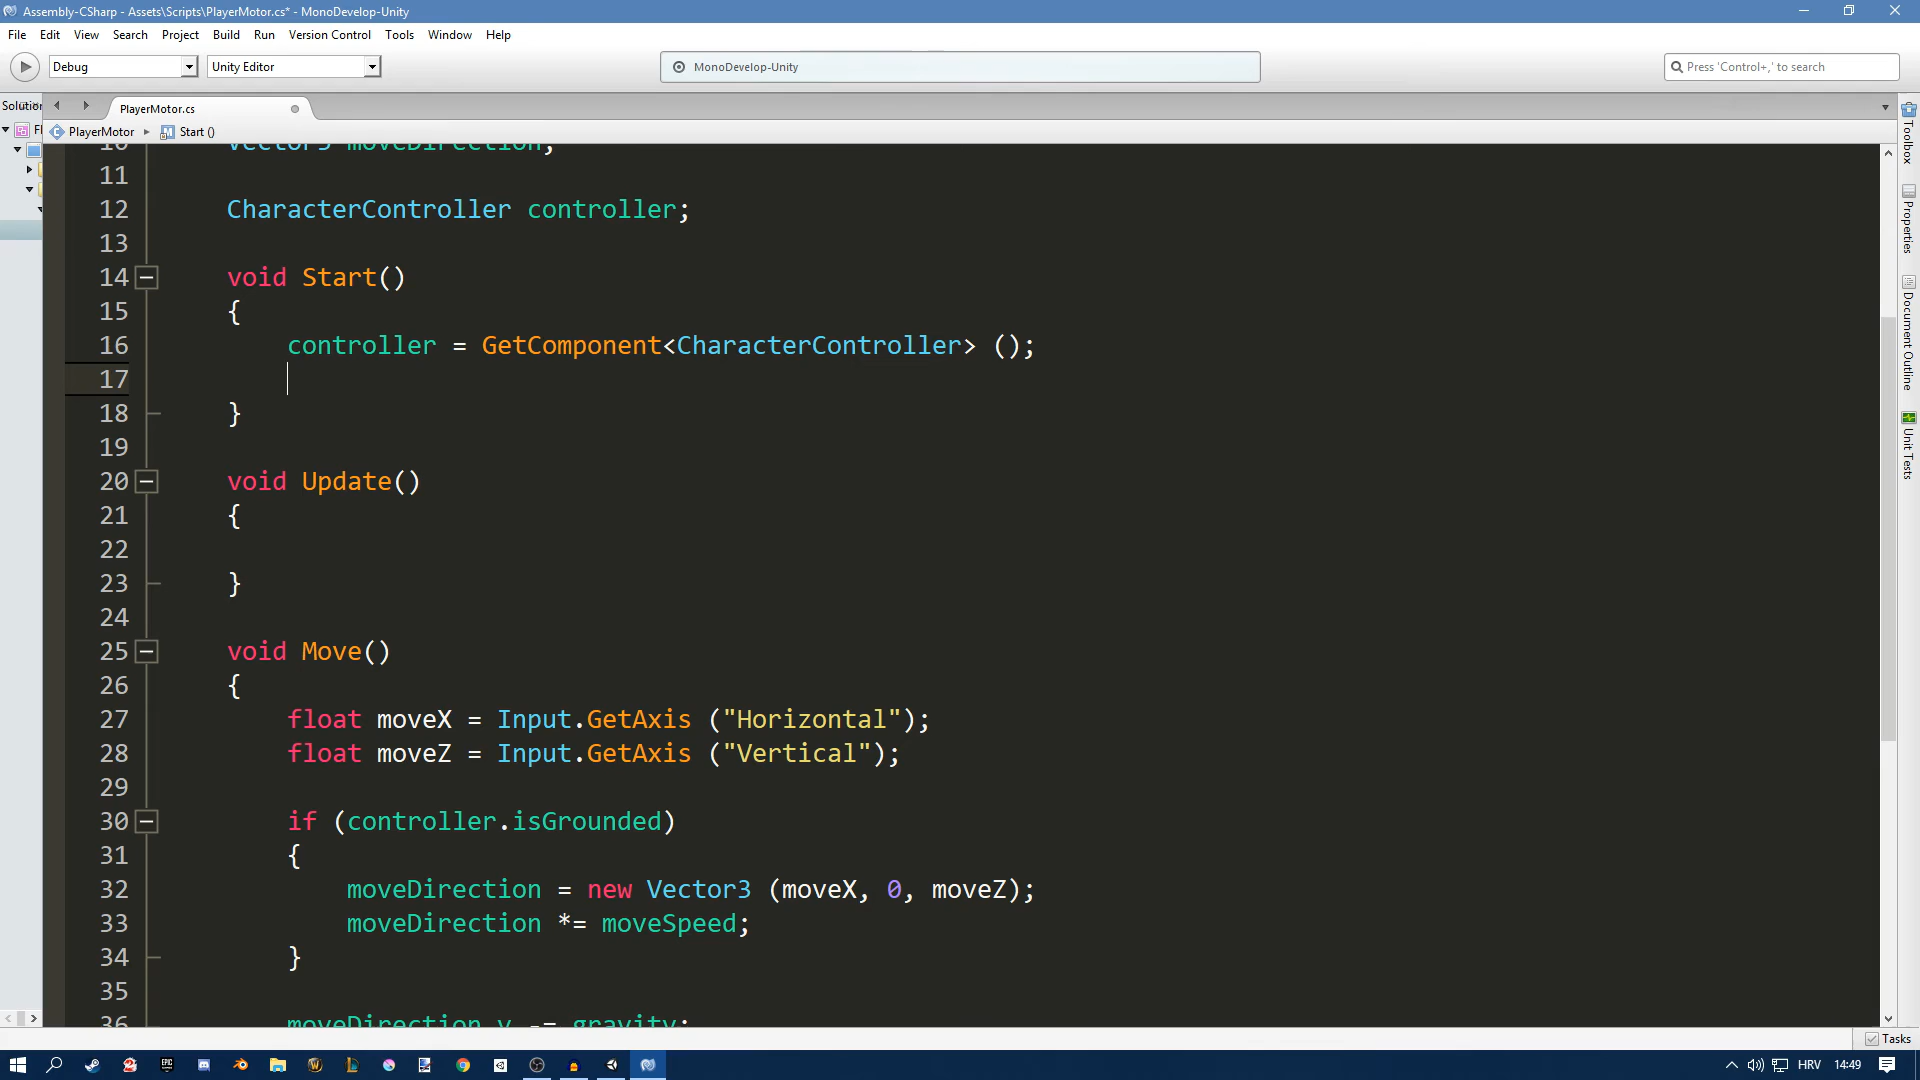 Assembly-CSharp - Assets\Scripts\PlayerMotor.cs* - MonoDevelop-Unity
File Edit View Search Project Build Run Version Control Tools Window Help
Debug Unity Editor MonoDevelop-Unity Press 'Control+,' to search
PlayerMotor.cs
PlayerMotor Start ()
10 Vector3 moveDirection;
11
12 CharacterController controller;
13
14 void Start()
15 {
16 controller = GetComponent<CharacterController> ();
17
18 }
19
20 void Update()
21 {
22
23 }
24
25 void Move()
26 {
27 float moveX = Input.GetAxis ("Horizontal");
28 float moveZ = Input.GetAxis ("Vertical");
29
30 if (controller.isGrounded)
31 {
32 moveDirection = new Vector3 (moveX, 0, moveZ);
33 moveDirection *= moveSpeed;
34 }
35
36 moveDirection.y -= gravity;
Toolbox
Properties
Document Outline
Unit Tests
Tasks
HRV 14:49